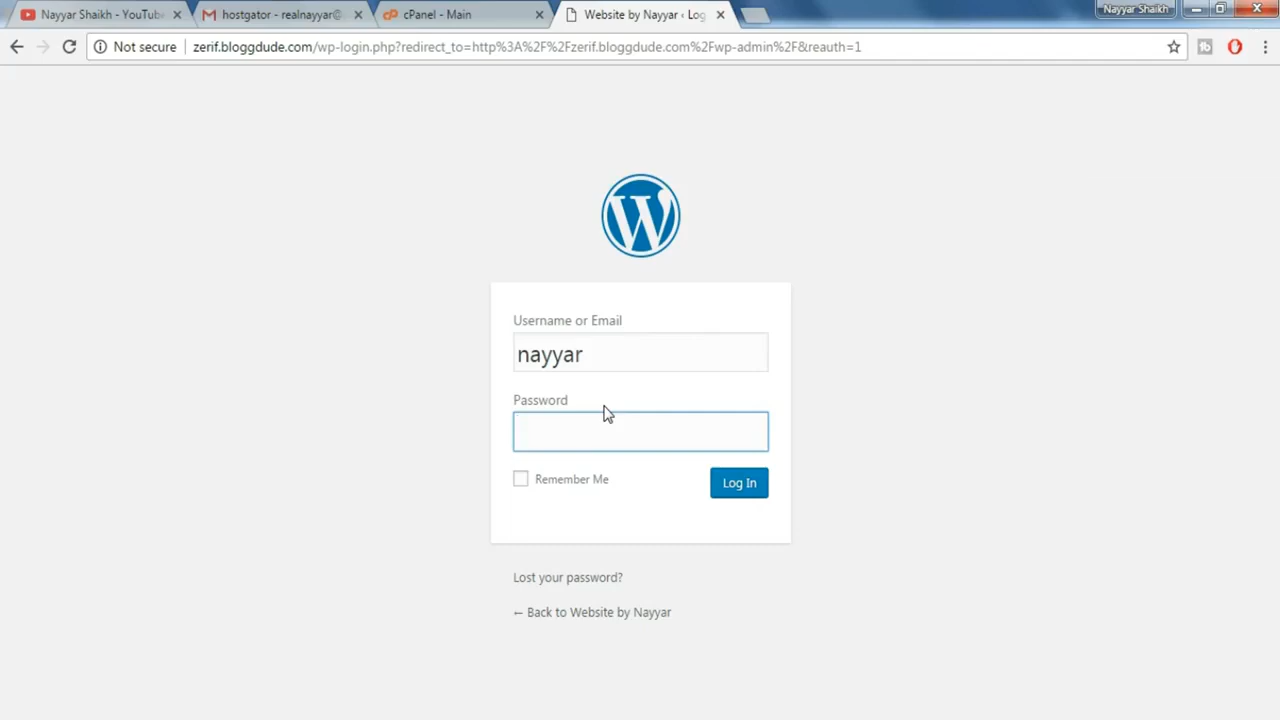 Nayyar Shaikh - YouTube
hostgator - realnayyar@
cPanel - Main
Website by Nayyar ‹ Log
Nayyar Shaikh
Not secure
zerif.bloggdude.com/wp-login.php?redirect_to=http%3A%2F%2Fzerif.bloggdude.com%2Fwp-admin%2F&reauth=1
Username or Email
nayyar
Password
Remember Me
Log In
Lost your password?
← Back to Website by Nayyar